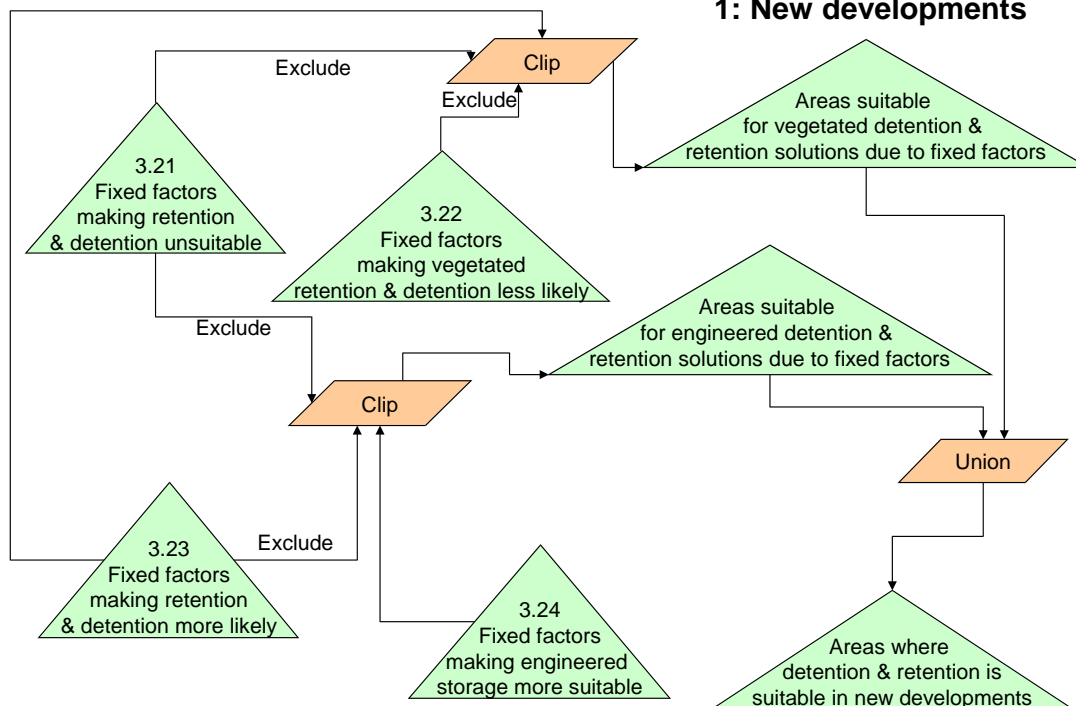 1: New developments
Clip
Exclude
Exclude
Areas suitable
for vegetated detention &
retention solutions due to fixed factors
3.21
Fixed factors
making retention
& detention unsuitable
3.22
Fixed factors
making vegetated
retention & detention less likely
Exclude
Areas suitable
for engineered detention &
retention solutions due to fixed factors
Clip
Union
3.23
Fixed factors
making retention
& detention more likely
Exclude
3.24
Fixed factors
making engineered
storage more suitable
Areas where
detention & retention is
suitable in new developments